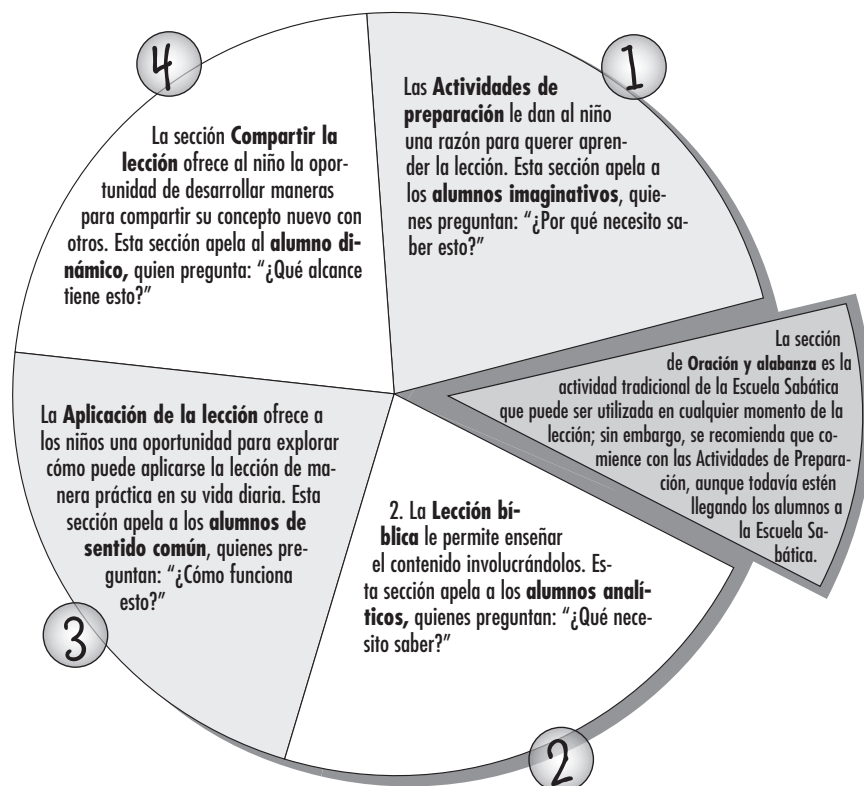 1
Las Actividades de
preparación le dan al niño
una razón para querer apren-
der la lección. Esta sección apela a
los alumnos imaginativos, quie-
nes preguntan: “¿Por qué necesito sa-
ber esto?”
La sección
de Oración y alabanza es la
actividad tradicional de la Escuela Sabática
que puede ser utilizada en cualquier momento de la
lección; sin embargo, se recomienda que co-
mience con las Actividades de Prepara-
ción, aunque todavía estén
llegando los alumnos a
la Escuela Sa-
bática.
2. La Lección bí-
blica le permite enseñar
el contenido involucrándolos. Es-
ta sección apela a los alumnos analí-
ticos, quienes preguntan: “¿Qué nece-
sito saber?”
2
La Aplicación de la lección ofrece a
los niños una oportunidad para explorar
cómo puede aplicarse la lección de ma-
nera práctica en su vida diaria. Esta
sección apela a los alumnos de
sentido común, quienes pre-
guntan: “¿Cómo funciona
esto?”
3
4
La sección Compartir la
lección ofrece al niño la opor-
tunidad de desarrollar maneras
para compartir su concepto nuevo con
otros. Esta sección apela al alumno di-
námico, quien pregunta: “¿Qué alcance
tiene esto?”